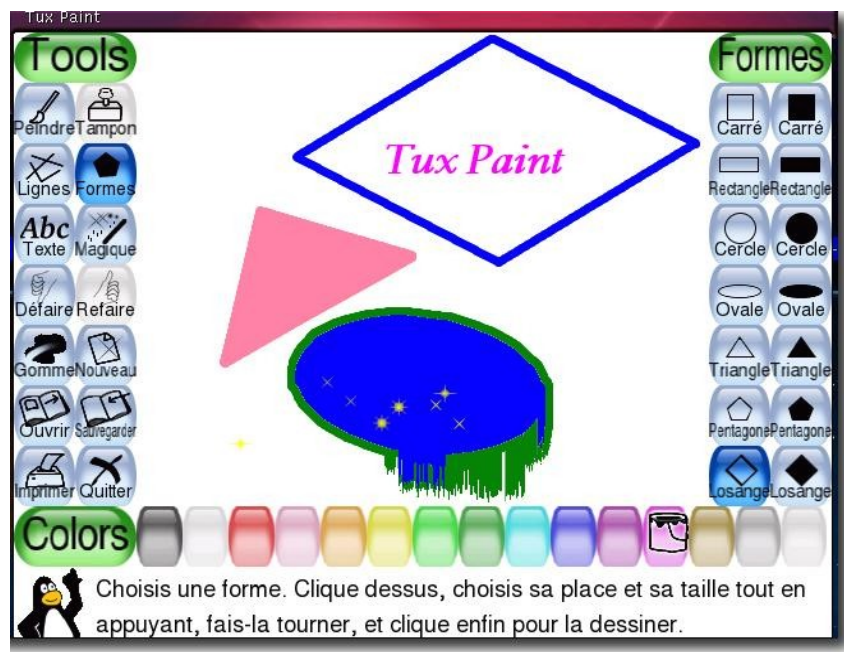 Tux Paint
Tools
Formes
Peindre Tampon
Carré Carré
Tux Paint
Lignes Formes
Rectangle Rectangle
Abc
Texte Magique
Cercle Cercle
Défaire Refaire
Ovale Ovale
Gomme Nouveau
Triangle Triangle
Ouvrir Sauvegarder
Pentagone Pentagone
Imprimer Quitter
Losange Losange
Colors
Choisis une forme. Clique dessus, choisis sa place et sa taille tout en
appuyant, fais-la tourner, et clique enfin pour la dessiner.